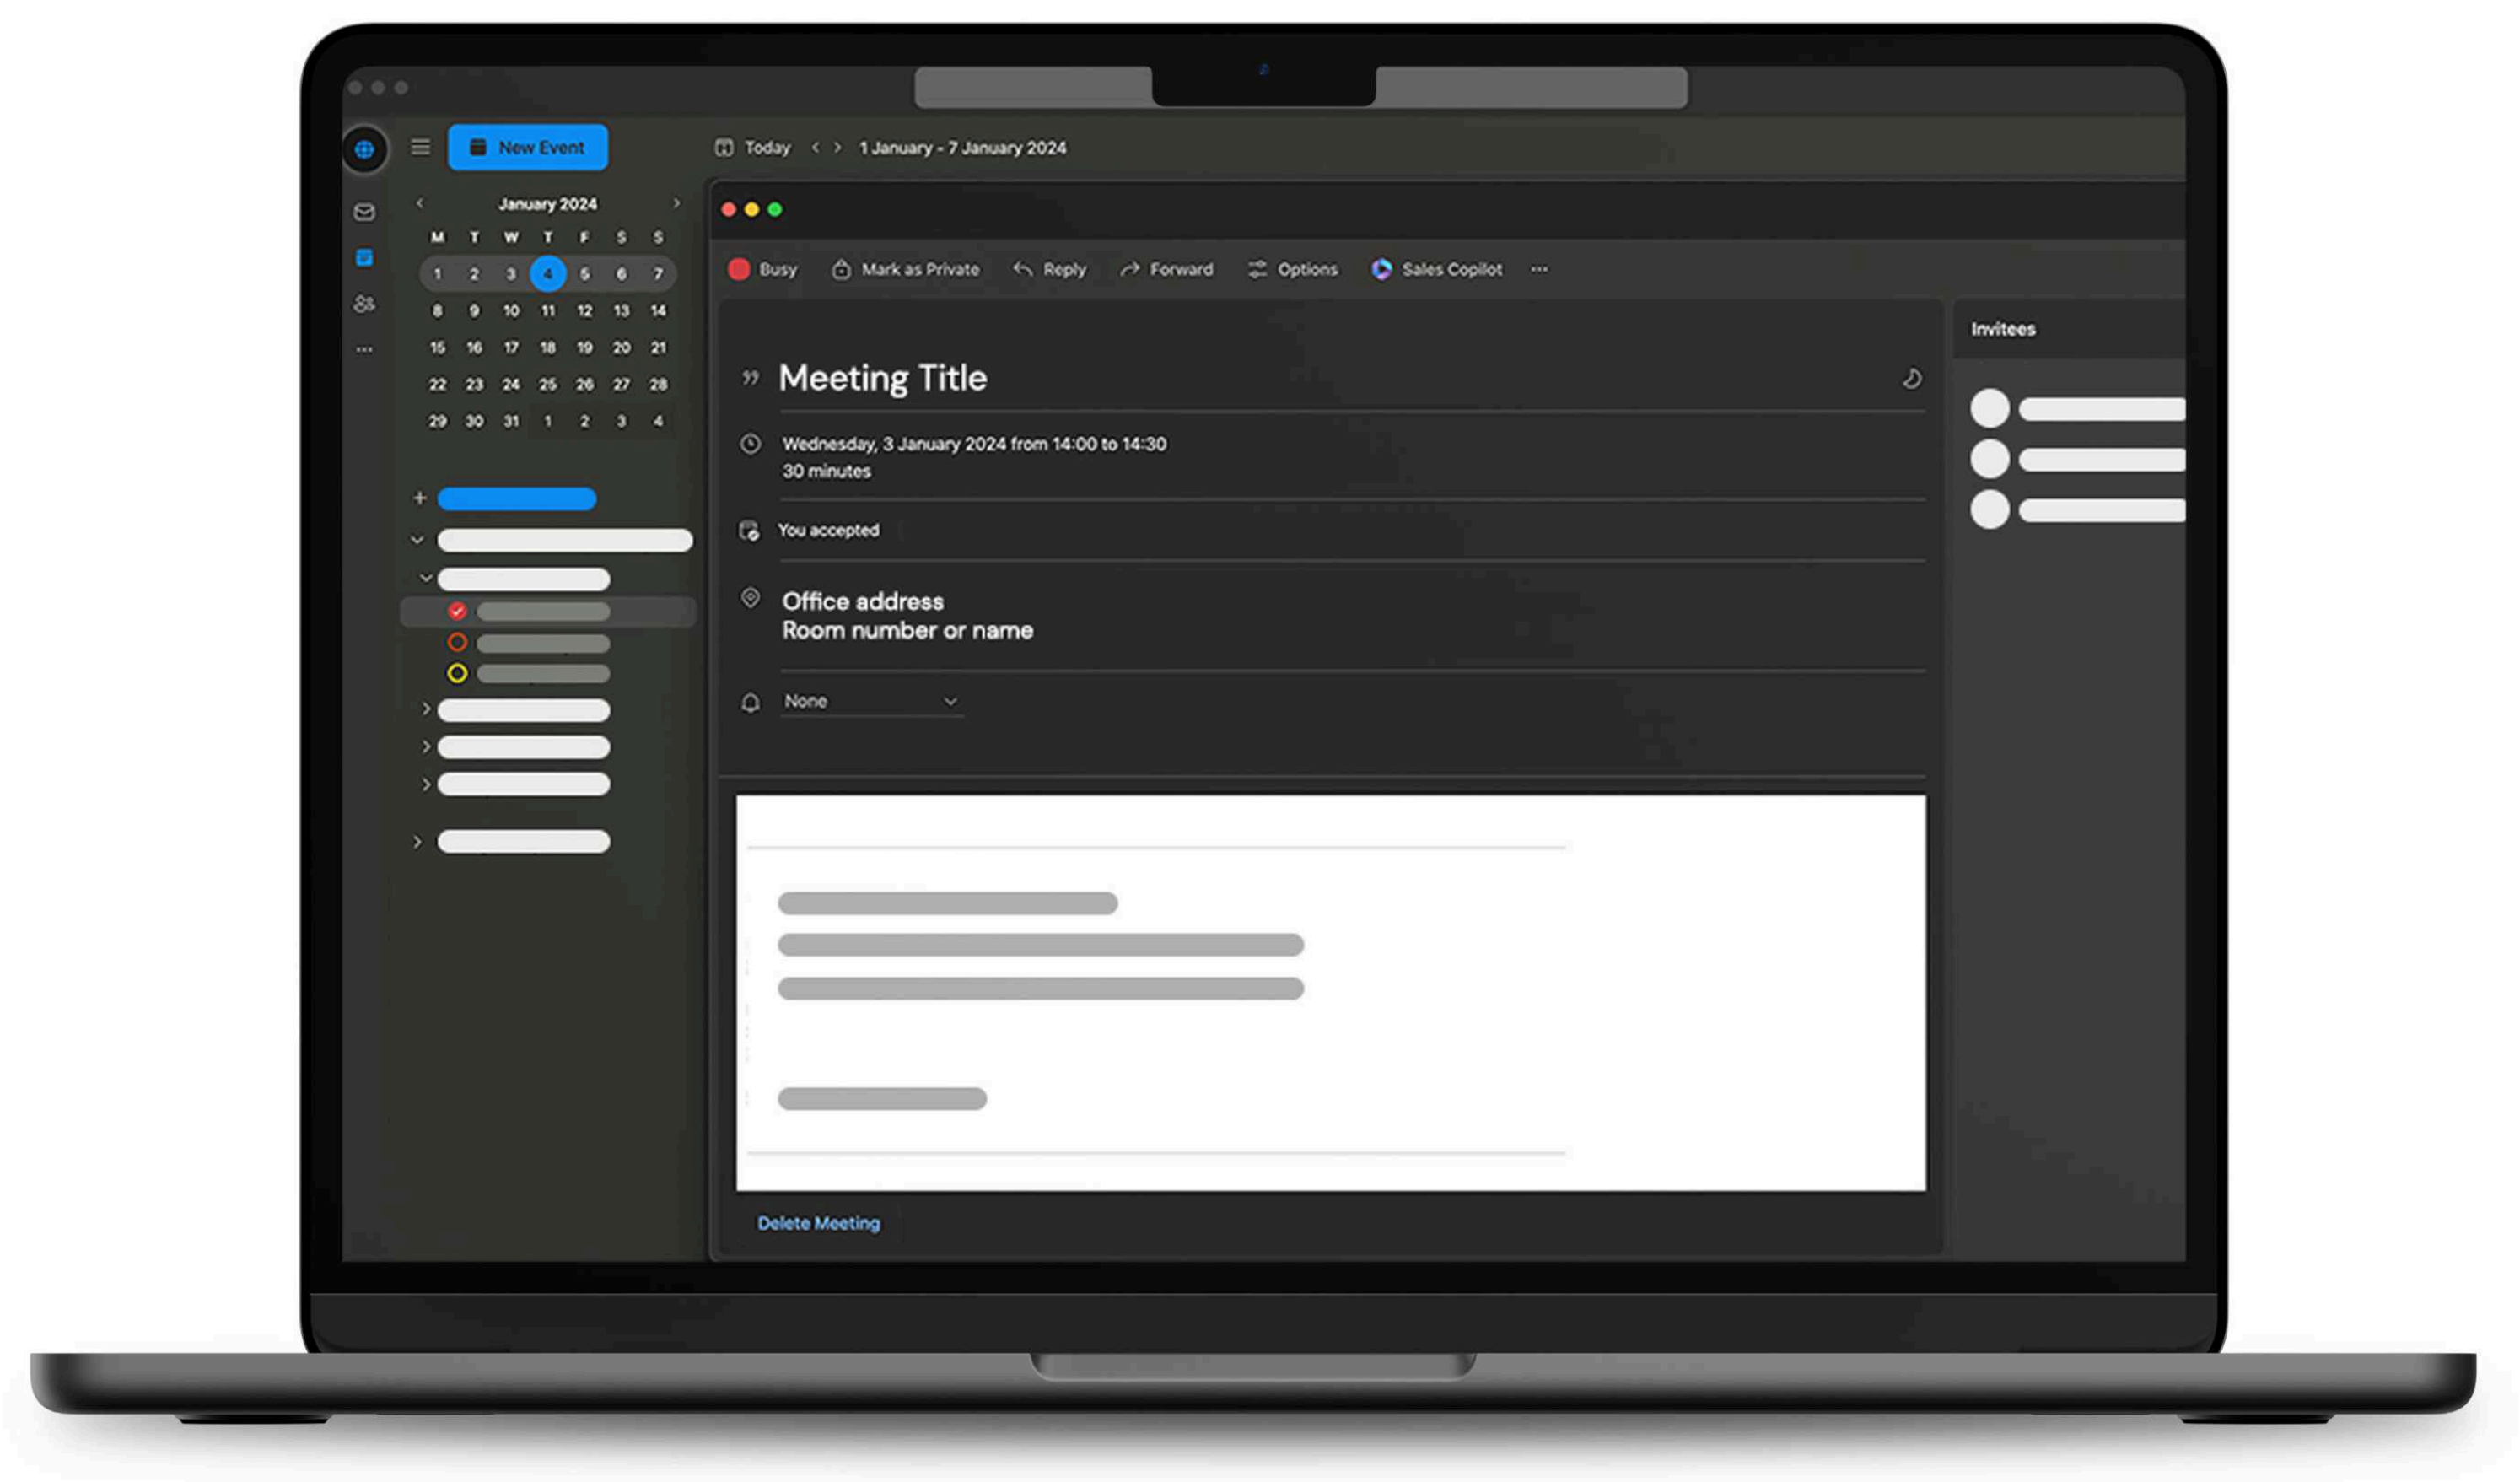 New Event
Today
1 January - 7 January 2024
January 2024
M T W T F S S
1 2 3 4 5 6 7
8 9 10 11 12 13 14
15 16 17 18 19 20 21
22 23 24 25 26 27 28
29 30 31 1 2 3 4
Busy
Mark as Private
Reply
Forward
Options
Sales Copilot
Meeting Title
Wednesday, 3 January 2024 from 14:00 to 14:30
30 minutes
You accepted
Office address
Room number or name
None
Delete Meeting
Invitees